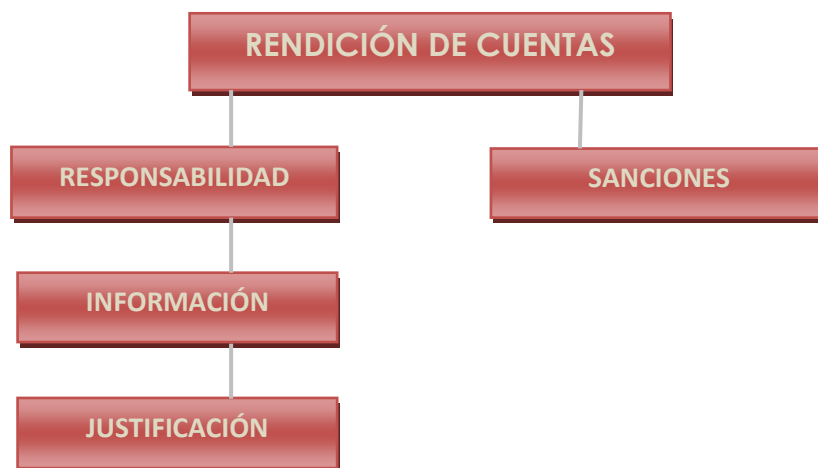 RENDICIÓN DE CUENTAS
RESPONSABILIDAD
SANCIONES
INFORMACIÓN
JUSTIFICACIÓN